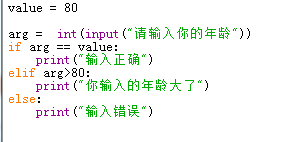 value = 80
arg =  int(input("请输入你的年龄"))
if arg == value:
    print("输入正确")
elif arg>80:
    print("你输入的年龄大了")
else:
    print("输入错误")